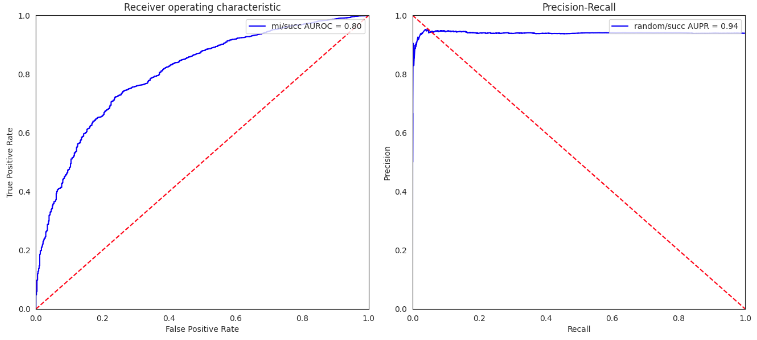 Receiver operating characteristic
mi/succ AUROC = 0.80
True Positive Rate
1.0
0.8
0.6
0.4
0.2
0.0
0.0 0.2 0.4 0.6 0.8 1.0
False Positive Rate
Precision-Recall
random/succ AUPR = 0.94
Precision
1.0
0.8
0.6
0.4
0.2
0.0
0.0 0.2 0.4 0.6 0.8 1.0
Recall